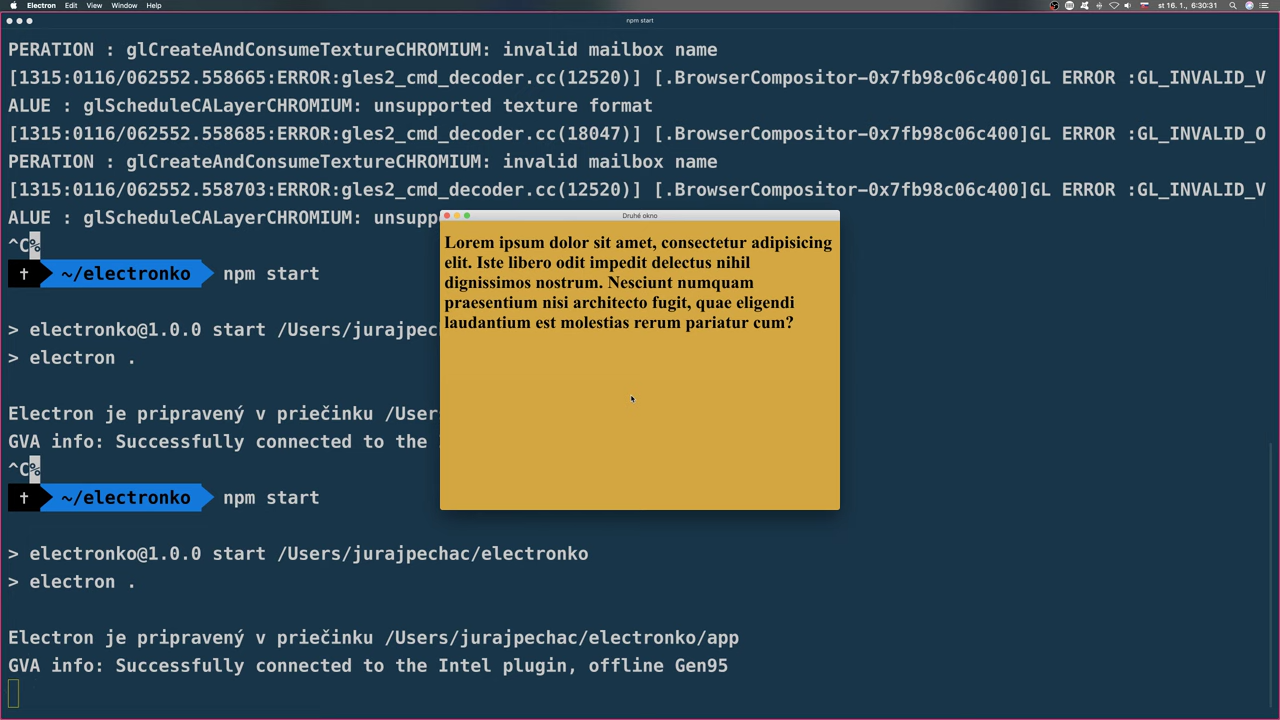 Electron Edit View Window Help st 16. 1., 6:30:31
npm start
PERATION : glCreateAndConsumeTextureCHROMIUM: invalid mailbox name
[1315:0116/062552.558665:ERROR:gles2_cmd_decoder.cc(12520)] [.BrowserCompositor-0x7fb98c06c400]GL ERROR :GL_INVALID_V
ALUE : glScheduleCALayerCHROMIUM: unsupported texture format
[1315:0116/062552.558685:ERROR:gles2_cmd_decoder.cc(18047)] [.BrowserCompositor-0x7fb98c06c400]GL ERROR :GL_INVALID_O
PERATION : glCreateAndConsumeTextureCHROMIUM: invalid mailbox name
[1315:0116/062552.558703:ERROR:gles2_cmd_decoder.cc(12520)] [.BrowserCompositor-0x7fb98c06c400]GL ERROR :GL_INVALID_V
ALUE : glScheduleCALayerCHROMIUM: unsupp
^C%
† ~/electronko npm start
> electronko@1.0.0 start /Users/jurajpec
> electron .
Electron je pripravený v priečinku /User
GVA info: Successfully connected to the
^C%
† ~/electronko npm start
> electronko@1.0.0 start /Users/jurajpechac/electronko
> electron .
Electron je pripravený v priečinku /Users/jurajpechac/electronko/app
GVA info: Successfully connected to the Intel plugin, offline Gen95
Druhé okno
Lorem ipsum dolor sit amet, consectetur adipisicing
elit. Iste libero odit impedit delectus nihil
dignissimos nostrum. Nesciunt numquam
praesentium nisi architecto fugit, quae eligendi
laudantium est molestias rerum pariatur cum?